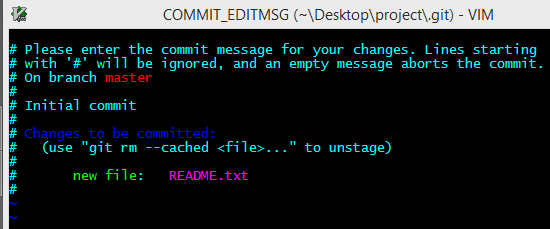 COMMIT_EDITMSG (~\Desktop\project\.git) - VIM
# Please enter the commit message for your changes. Lines starting
# with '#' will be ignored, and an empty message aborts the commit.
# On branch master
#
# Initial commit
#
# Changes to be committed:
#   (use "git rm --cached <file>..." to unstage)
#
#       new file:   README.txt
#
~
~